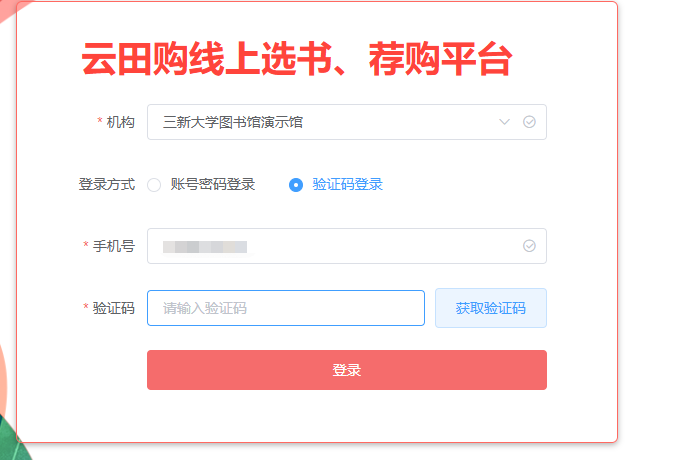 云田购线上选书、荐购平台
* 机构 三新大学图书馆演示馆
登录方式 账号密码登录 验证码登录
* 手机号
* 验证码 请输入验证码 获取验证码
登录